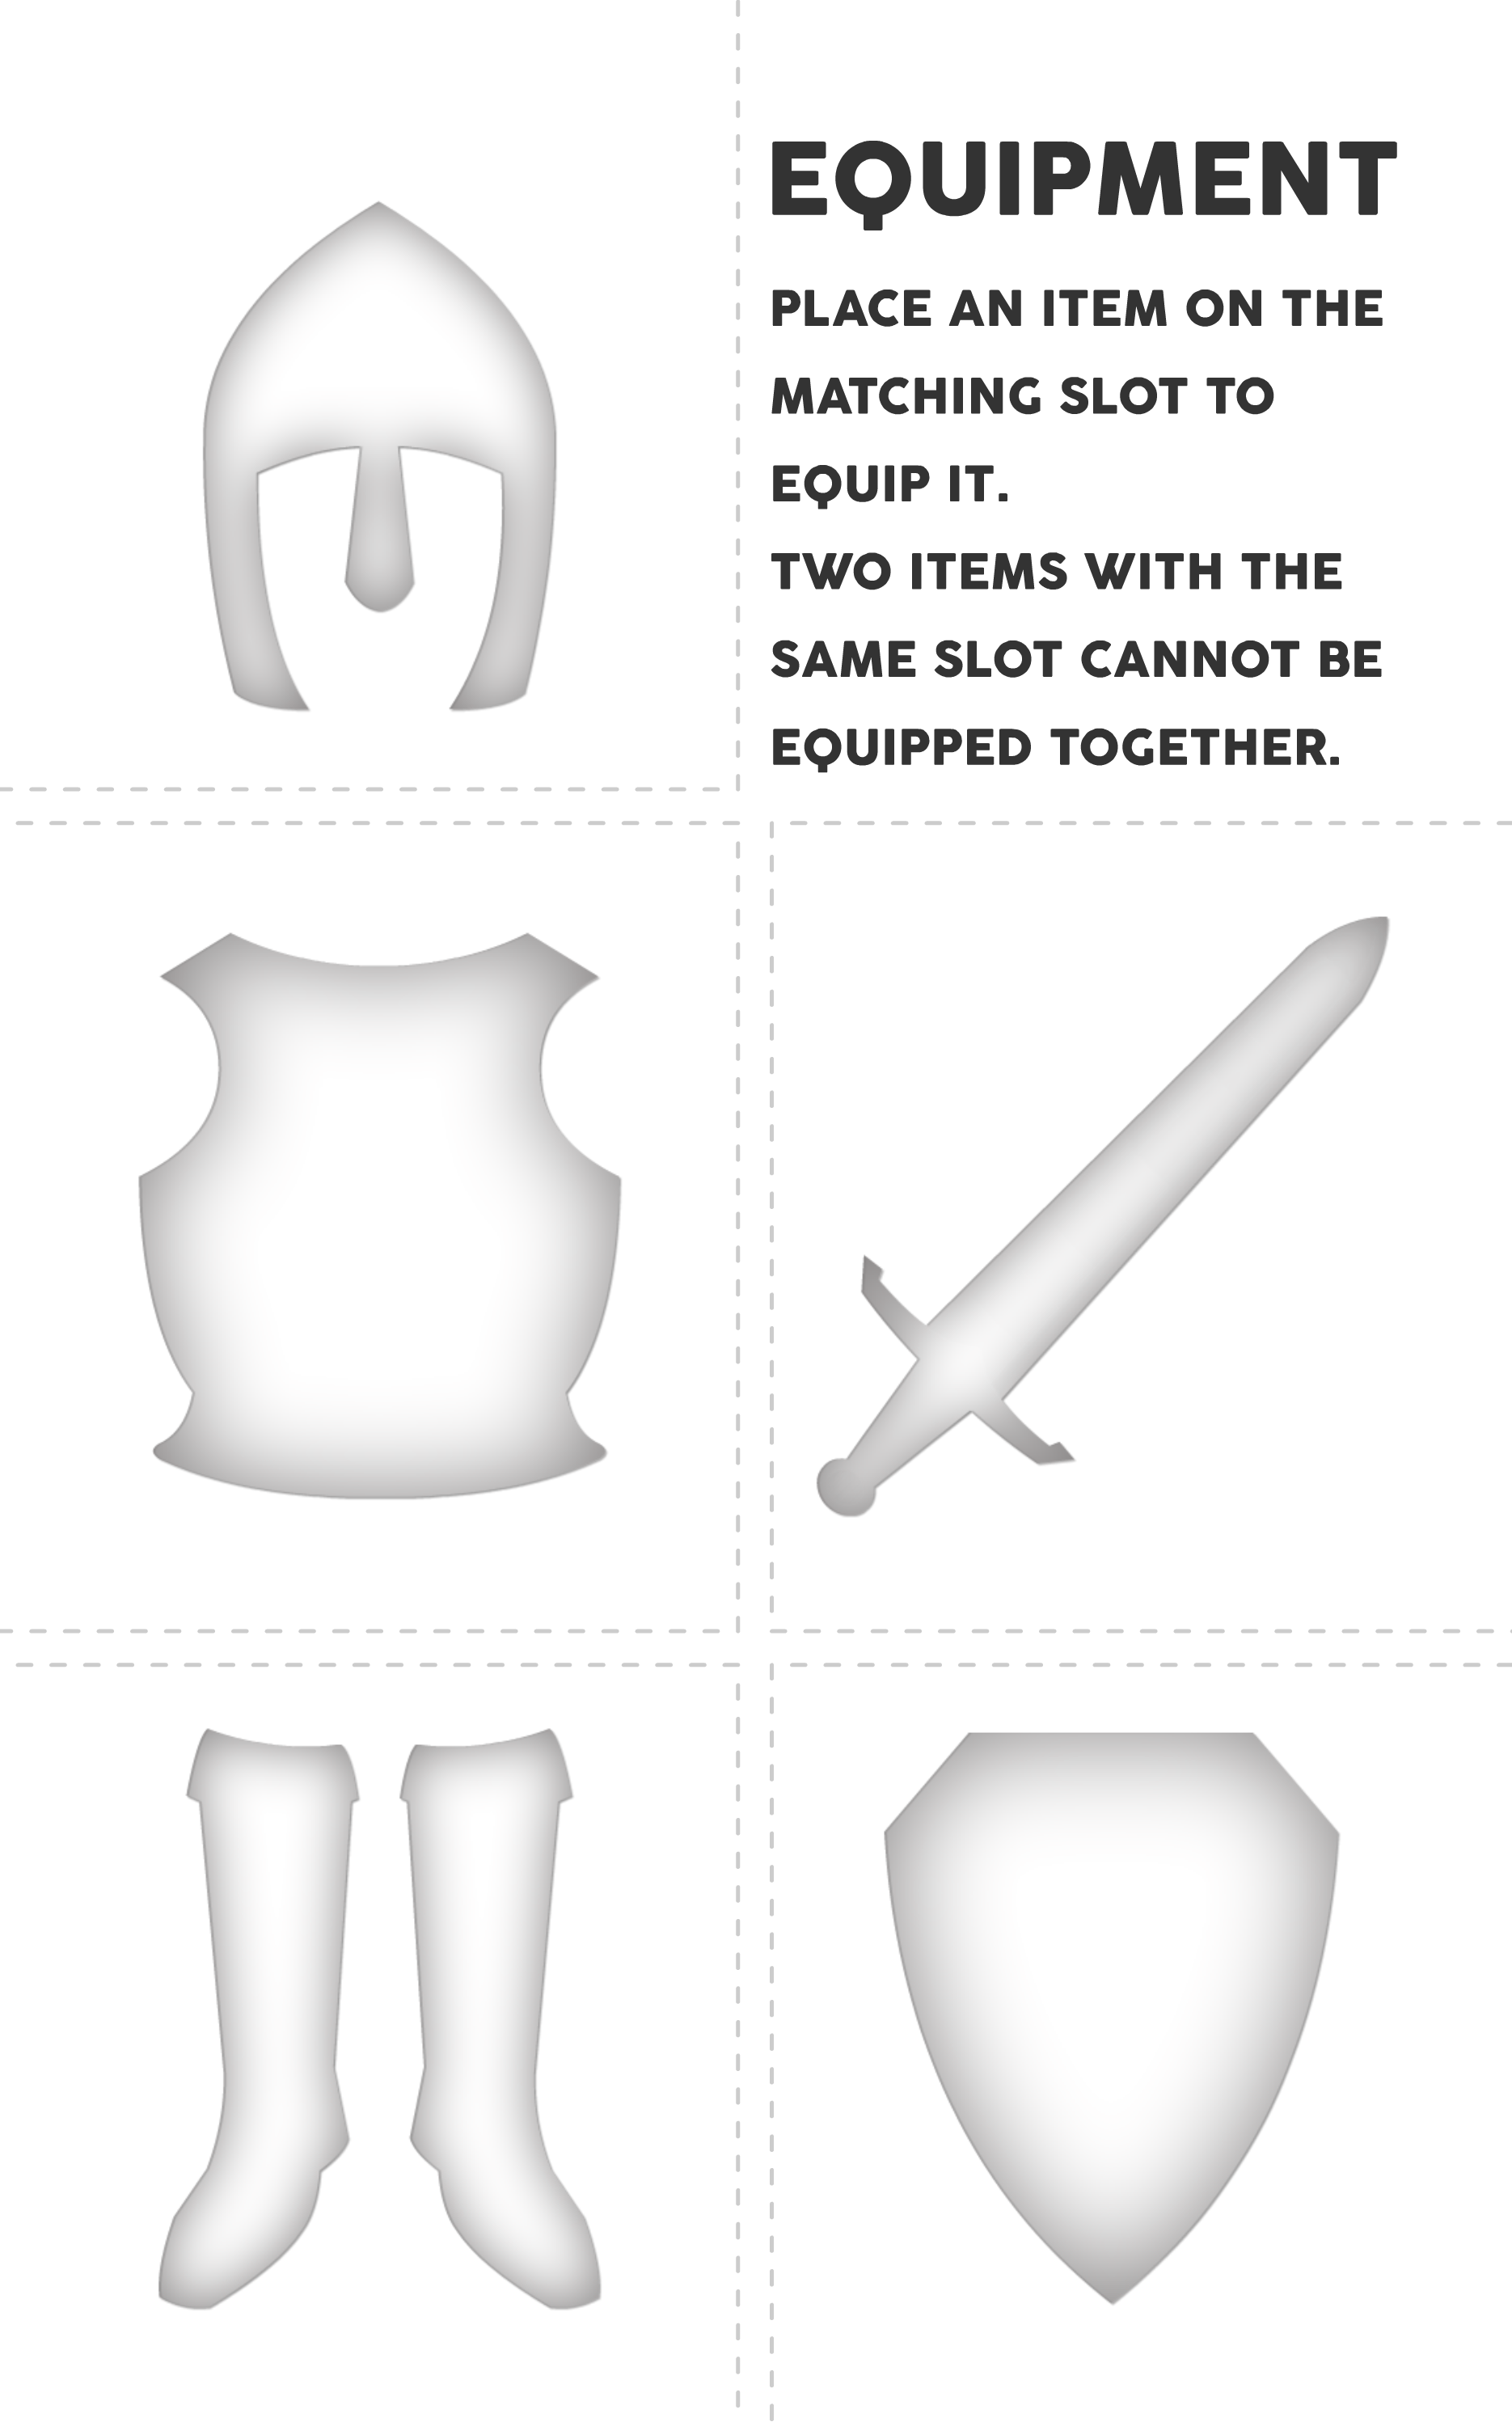 EQUIPMENT
PLACE AN ITEM ON THE
MATCHING SLOT TO
EQUIP IT.
TWO ITEMS WITH THE
SAME SLOT CANNOT BE
EQUIPPED TOGETHER.